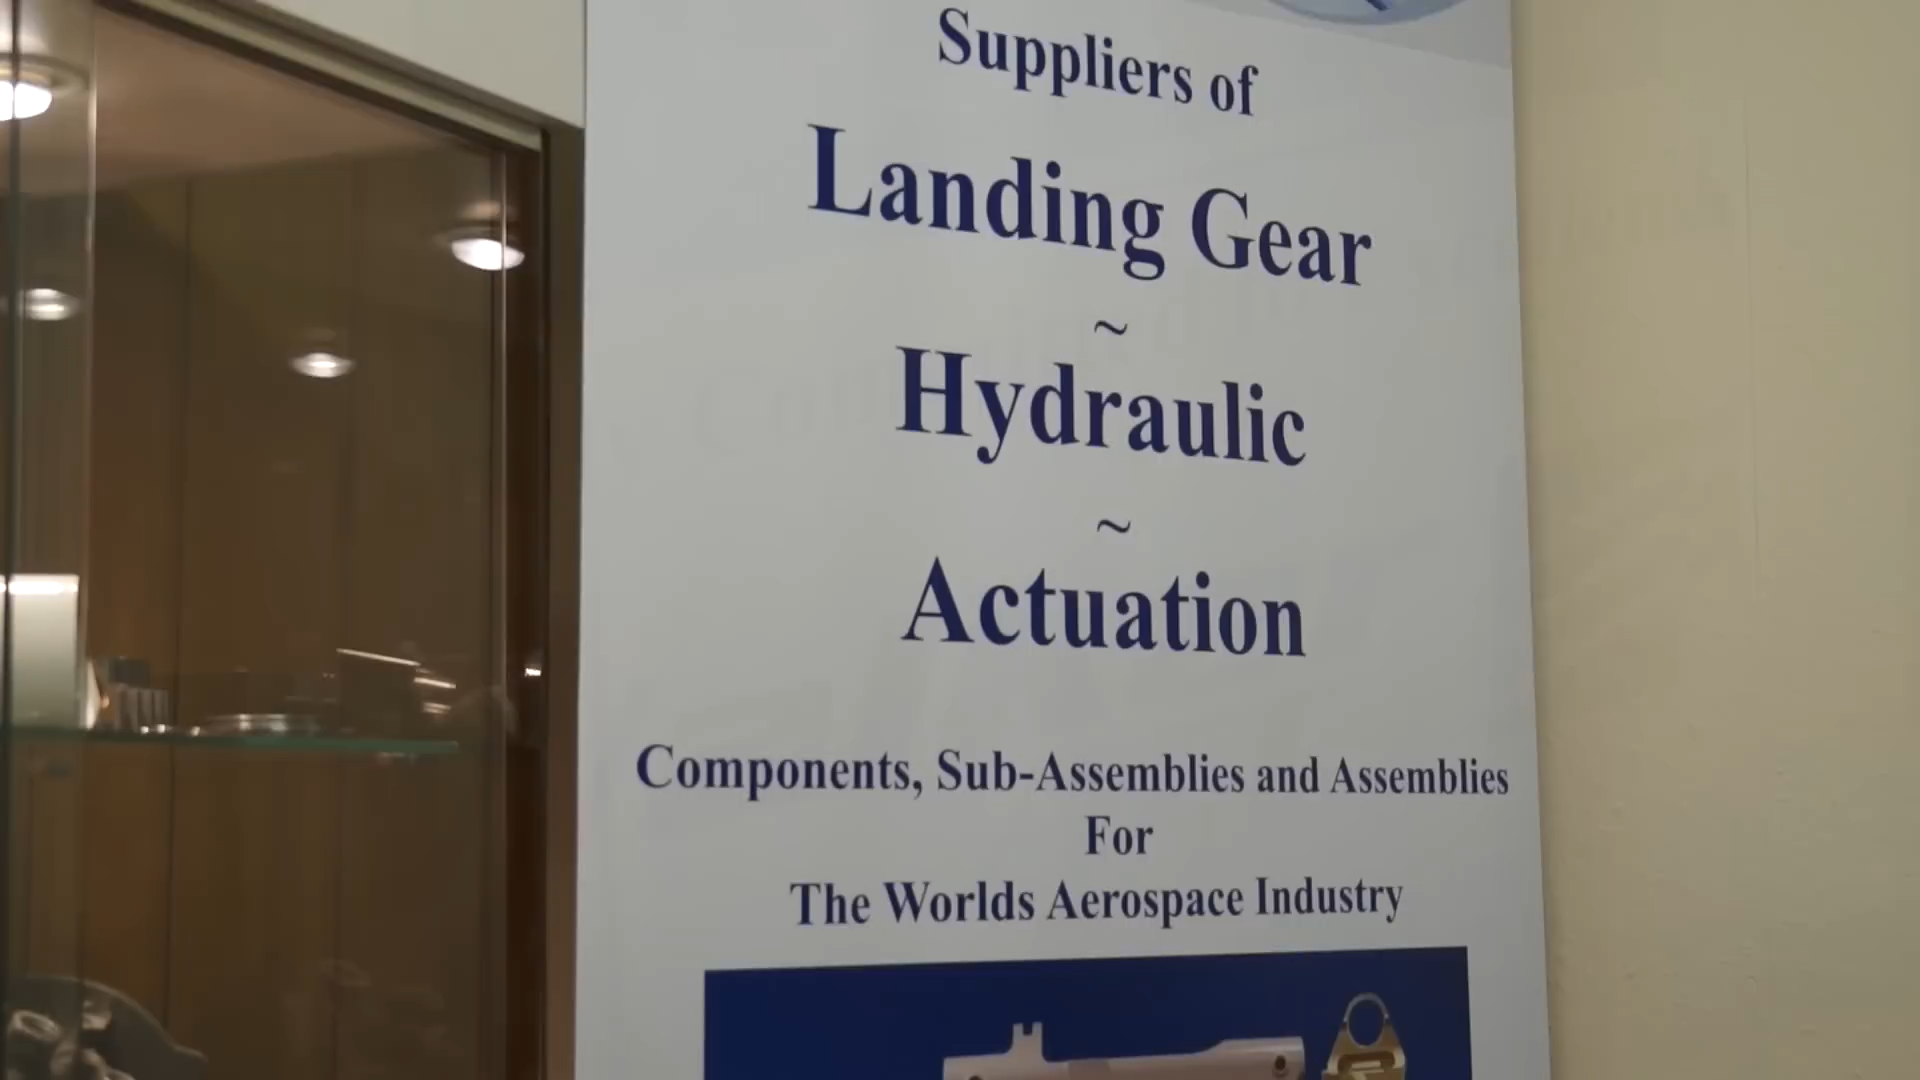 Suppliers of
Landing Gear
~
Hydraulic
~
Actuation
Components, Sub-Assemblies and Assemblies
For
The Worlds Aerospace Industry